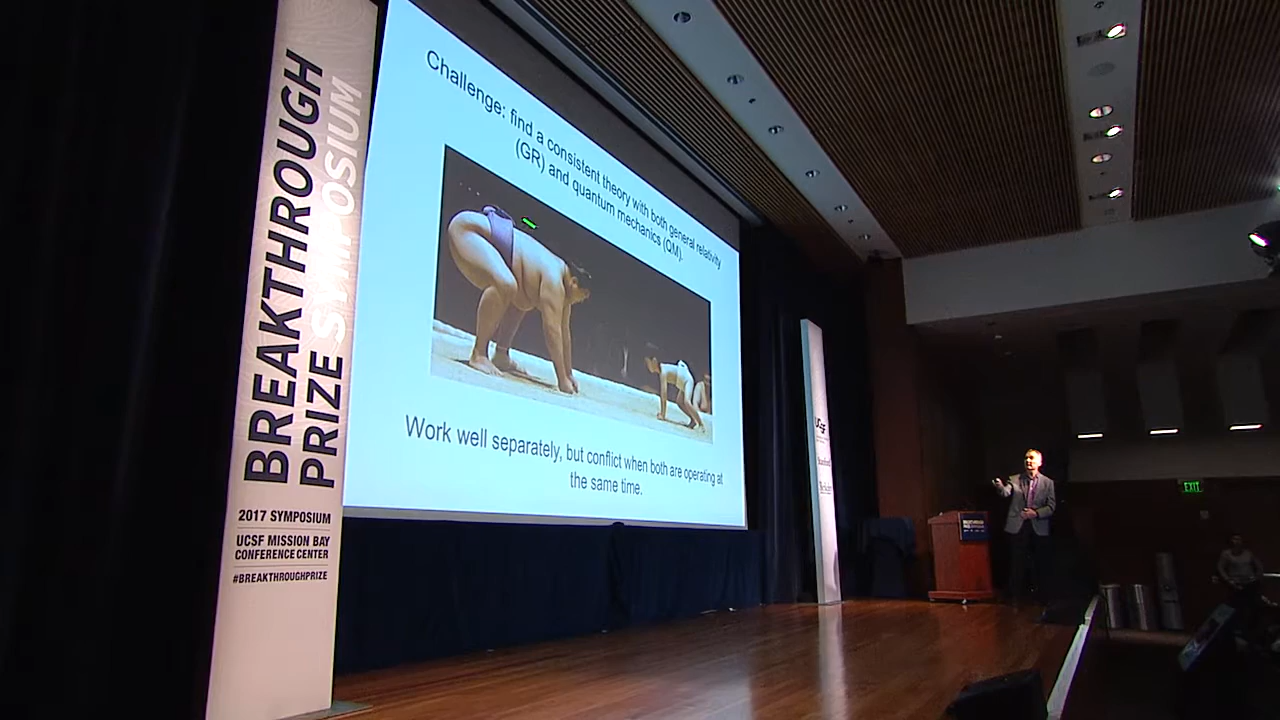 BREAKTHROUGH
PRIZE SYMPOSIUM
2017 SYMPOSIUM
UCSF MISSION BAY
CONFERENCE CENTER
#BREAKTHROUGHPRIZE
Challenge: find a consistent theory with both general relativity
(GR) and quantum mechanics (QM).
Work well separately, but conflict when both are operating at
the same time.
UCSF
EXIT